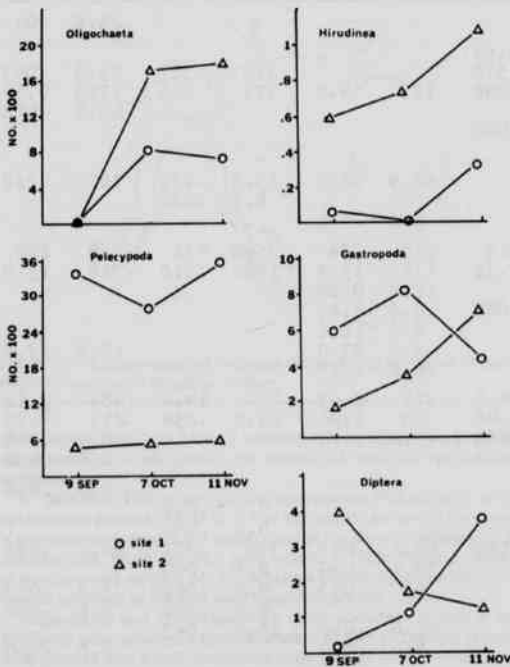 Oligochaeta
20
16
12
8
4
NO. x 100
Hirudinea
1
.8
.6
.4
.2
Pelecypoda
36
30
24
18
12
6
NO. x 100
9 SEP
7 OCT
11 NOV
Gastropoda
10
8
6
4
2
site 1
site 2
Diptera
4
3
2
1
9 SEP
7 OCT
11 NOV